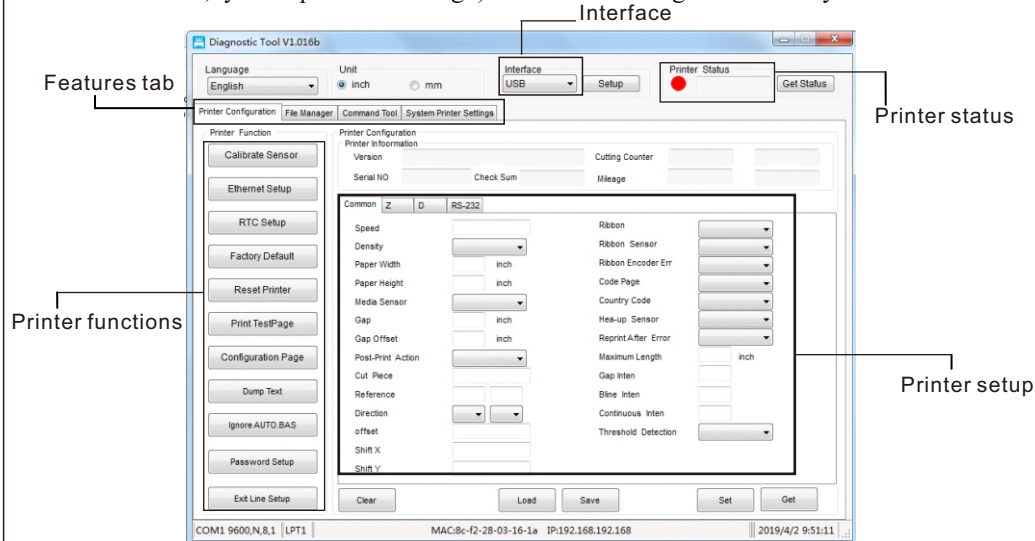 Interface
Diagnostic Tool V1.016b
Language
Unit
Interface
Printer Status
English
inch
mm
USB
Setup
Get Status
Features tab
Printer status
Printer Configuration
File Manager
Command Tool
System Printer Settings
Printer Function
Calibrate Sensor
Ethernet Setup
RTC Setup
Factory Default
Reset Printer
Print TestPage
Configuration Page
Dump Text
Ignore AUTO.BAS
Password Setup
Exit Line Setup
Printer functions
Printer Configuration
Printer Infoormation
Version
Cutting Counter
Serial NO
Check Sum
Mileage
Common
Z
D
RS-232
Speed
Density
Paper Width inch
Paper Height inch
Media Sensor
Gap inch
Gap Offset inch
Post-Print Action
Cut Piece
Reference
Direction
offset
Shift X
Shift Y
Ribbon
Ribbon Sensor
Ribbon Encoder Err
Code Page
Country Code
Hea-up Sensor
Reprint After Error
Maximum Length inch
Gap Inten
Bline Inten
Continuous Inten
Threshold Detection
Printer setup
Clear
Load
Save
Set
Get
COM1 9600,N,8,1 LPT1 MAC:8c-f2-28-03-16-1a IP:192.168.192.168 2019/4/2 9:51:11